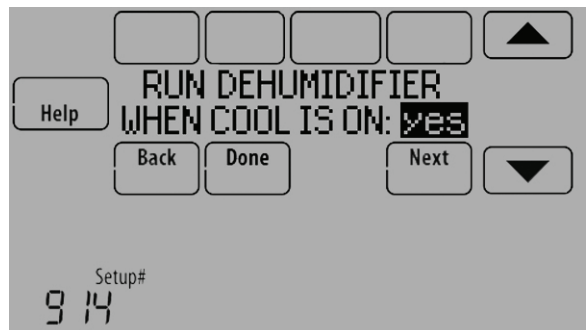 RUN DEHUMIDIFIER
Help
WHEN COOL IS ON: yes
Back Done Next
Setup#
914